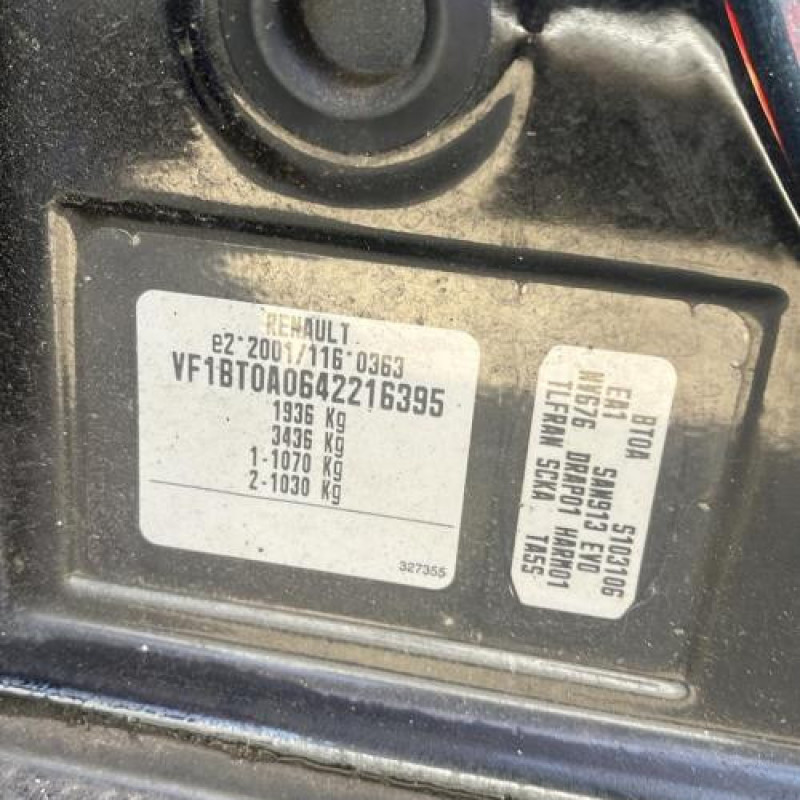 RENAULT
e2*2001/116*0363
VF1BT0A0642216395
1936 Kg
3436 Kg
1-1070 Kg
2-1030 Kg
327355
BT0A S103106
EA1 SAN913 EVO
NV676 DRAP01 HARM01
TLFRAN SCKA TA55